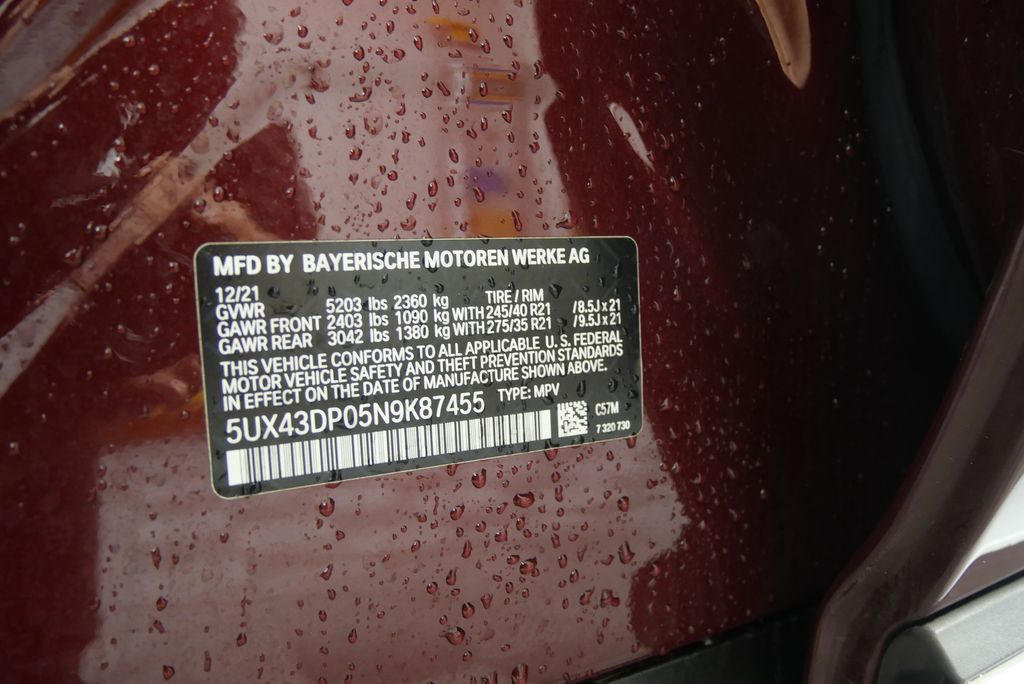 MFD BY BAYERISCHE MOTOREN WERKE AG
12/21 TIRE / RIM
GVWR 5203 lbs 2360 kg
GAWR FRONT 2403 lbs 1090 kg WITH 245/40 R21 /8.5J x 21
GAWR REAR 3042 lbs 1380 kg WITH 275/35 R21 /9.5J x 21
THIS VEHICLE CONFORMS TO ALL APPLICABLE U. S. FEDERAL
MOTOR VEHICLE SAFETY AND THEFT PREVENTION STANDARDS
IN EFFECT ON THE DATE OF MANUFACTURE SHOWN ABOVE.
5UX43DP05N9K87455 TYPE: MPV
C57M
7 320 730